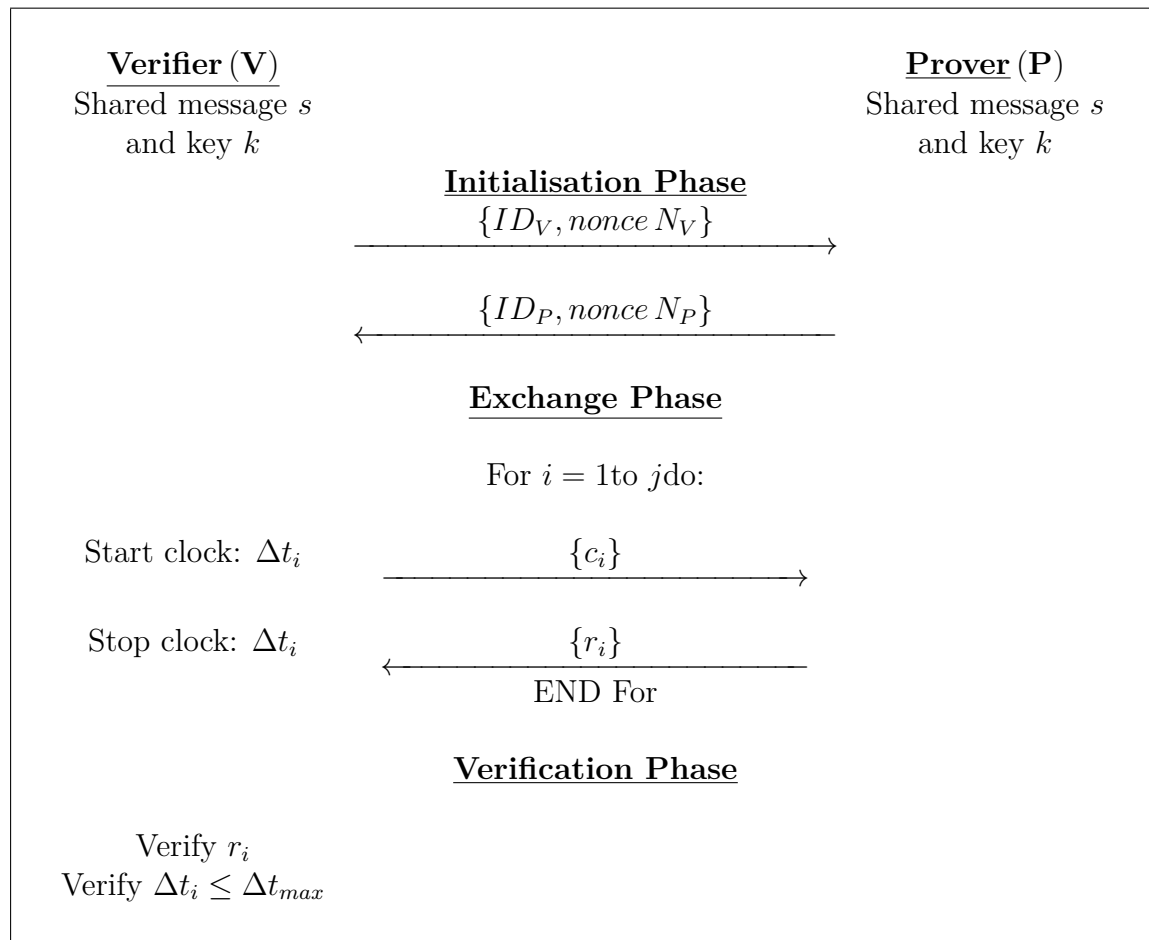 Verifier (V) Prover (P)
Shared message s Shared message s
and key k and key k
Initialisation Phase
{ID_V, nonce N_V}
{ID_P, nonce N_P}
Exchange Phase
For i = 1to jdo:
Start clock: Δt_i {c_i}
Stop clock: Δt_i {r_i}
END For
Verification Phase
Verify r_i
Verify Δt_i ≤ Δt_max